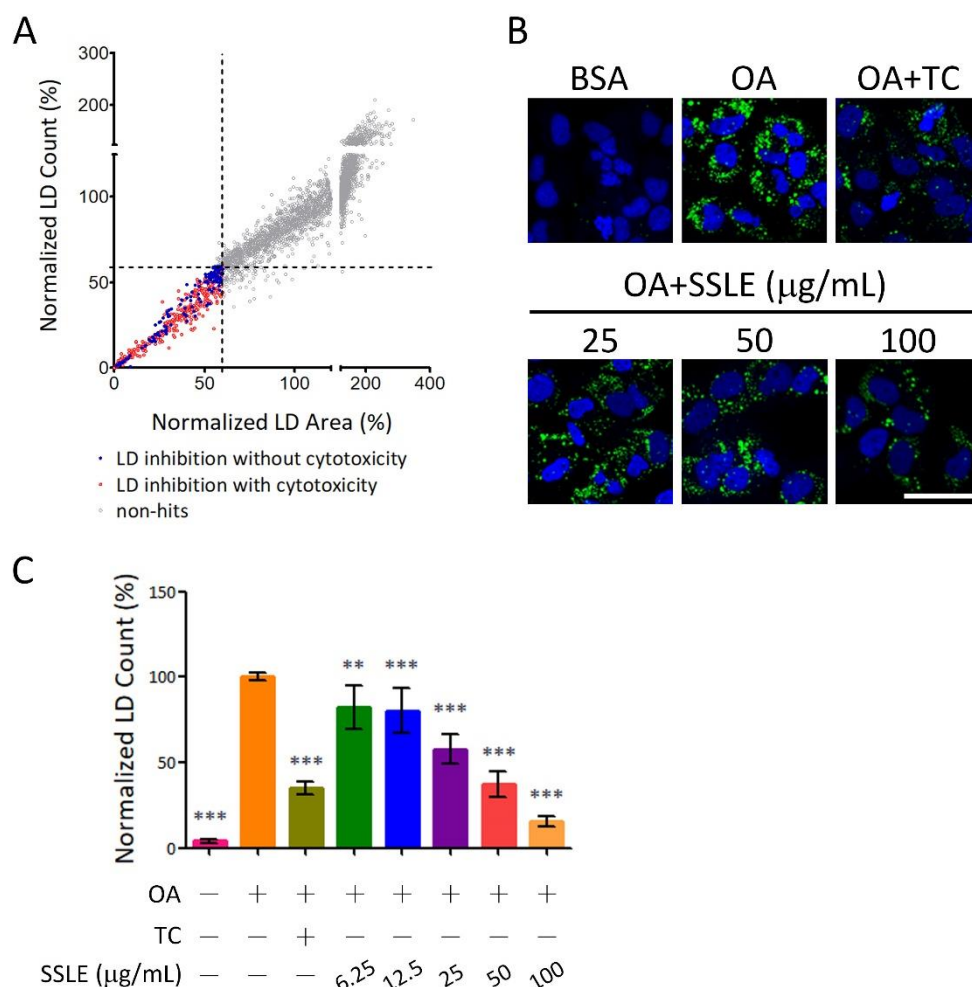 A
300
200
100
50
0
Normalized LD Count (%)
0 50 100 200 400
Normalized LD Area (%)
LD inhibition without cytotoxicity
LD inhibition with cytotoxicity
non-hits
B
BSA OA OA+TC
OA+SSLE (μg/mL)
25 50 100
C
150
100
50
0
Normalized LD Count (%)
*** *** ** *** *** *** ***
OA — + + + + + + +
TC — — + — — — — —
SSLE (μg/mL) — — — 6.25 12.5 25 50 100